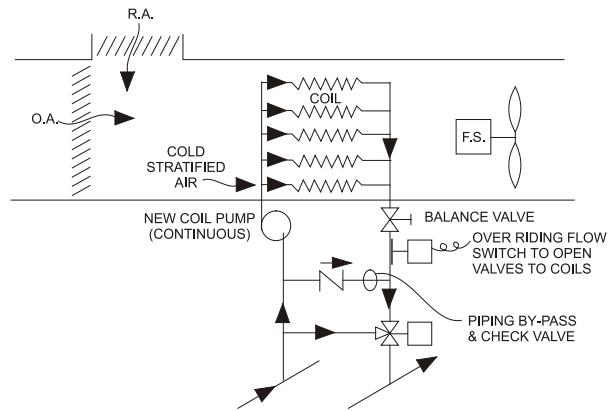 R.A.
O.A.
COIL
F.S.
COLD
STRATIFIED
AIR
NEW COIL PUMP
(CONTINUOUS)
BALANCE VALVE
OVER RIDING FLOW
SWITCH TO OPEN
VALVES TO COILS
PIPING BY-PASS
& CHECK VALVE